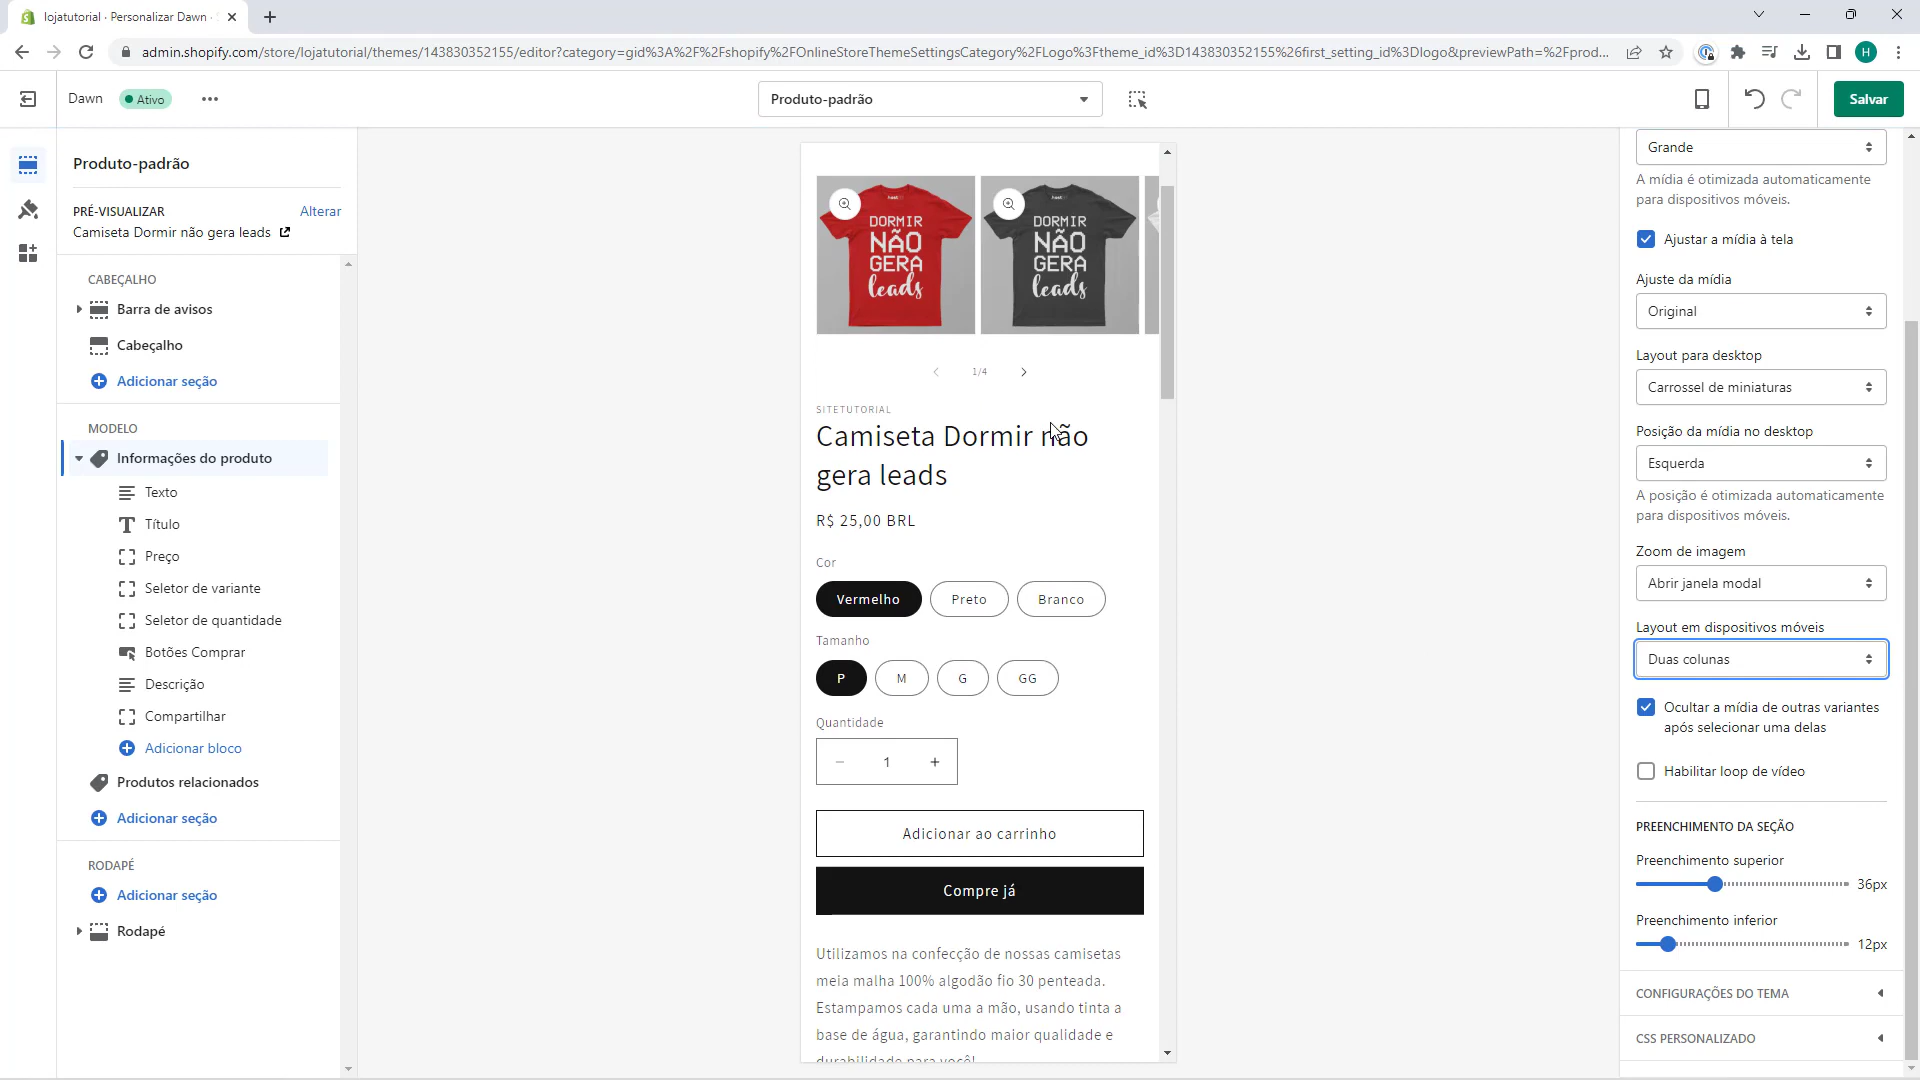 lojatutorial · Personalizar Dawn ·
admin.shopify.com/store/lojatutorial/themes/143830352155/editor?category=gid%3A%2F%2Fshopify%2FOnlineStoreThemeSettingsCategory%2FLogo%3Ftheme_id%3D143830352155%26first_setting_id%3Dlogo&previewPath=%2Fprod...
H
Dawn
Ativo
Produto-padrão
Salvar
Produto-padrão
PRÉ-VISUALIZAR
Alterar
Camiseta Dormir não gera leads
CABEÇALHO
Barra de avisos
Cabeçalho
Adicionar seção
MODELO
Informações do produto
Texto
Título
Preço
Seletor de variante
Seletor de quantidade
Botões Comprar
Descrição
Compartilhar
Adicionar bloco
Produtos relacionados
Adicionar seção
RODAPÉ
Adicionar seção
Rodapé
DORMIR
NÃO
GERA
leads
DORMIR
NÃO
GERA
leads
1/4
SITETUTORIAL
Camiseta Dormir não
gera leads
R$ 25,00 BRL
Cor
Vermelho
Preto
Branco
Tamanho
P
M
G
GG
Quantidade
− 1 +
Adicionar ao carrinho
Compre já
Utilizamos na confecção de nossas camisetas
meia malha 100% algodão fio 30 penteada.
Estampamos cada uma a mão, usando tinta a
base de água, garantindo maior qualidade e
durabilidade para você!
Grande
A mídia é otimizada automaticamente
para dispositivos móveis.
Ajustar a mídia à tela
Ajuste da mídia
Original
Layout para desktop
Carrossel de miniaturas
Posição da mídia no desktop
Esquerda
A posição é otimizada automaticamente
para dispositivos móveis.
Zoom de imagem
Abrir janela modal
Layout em dispositivos móveis
Duas colunas
Ocultar a mídia de outras variantes
após selecionar uma delas
Habilitar loop de vídeo
PREENCHIMENTO DA SEÇÃO
Preenchimento superior
36px
Preenchimento inferior
12px
CONFIGURAÇÕES DO TEMA
CSS PERSONALIZADO